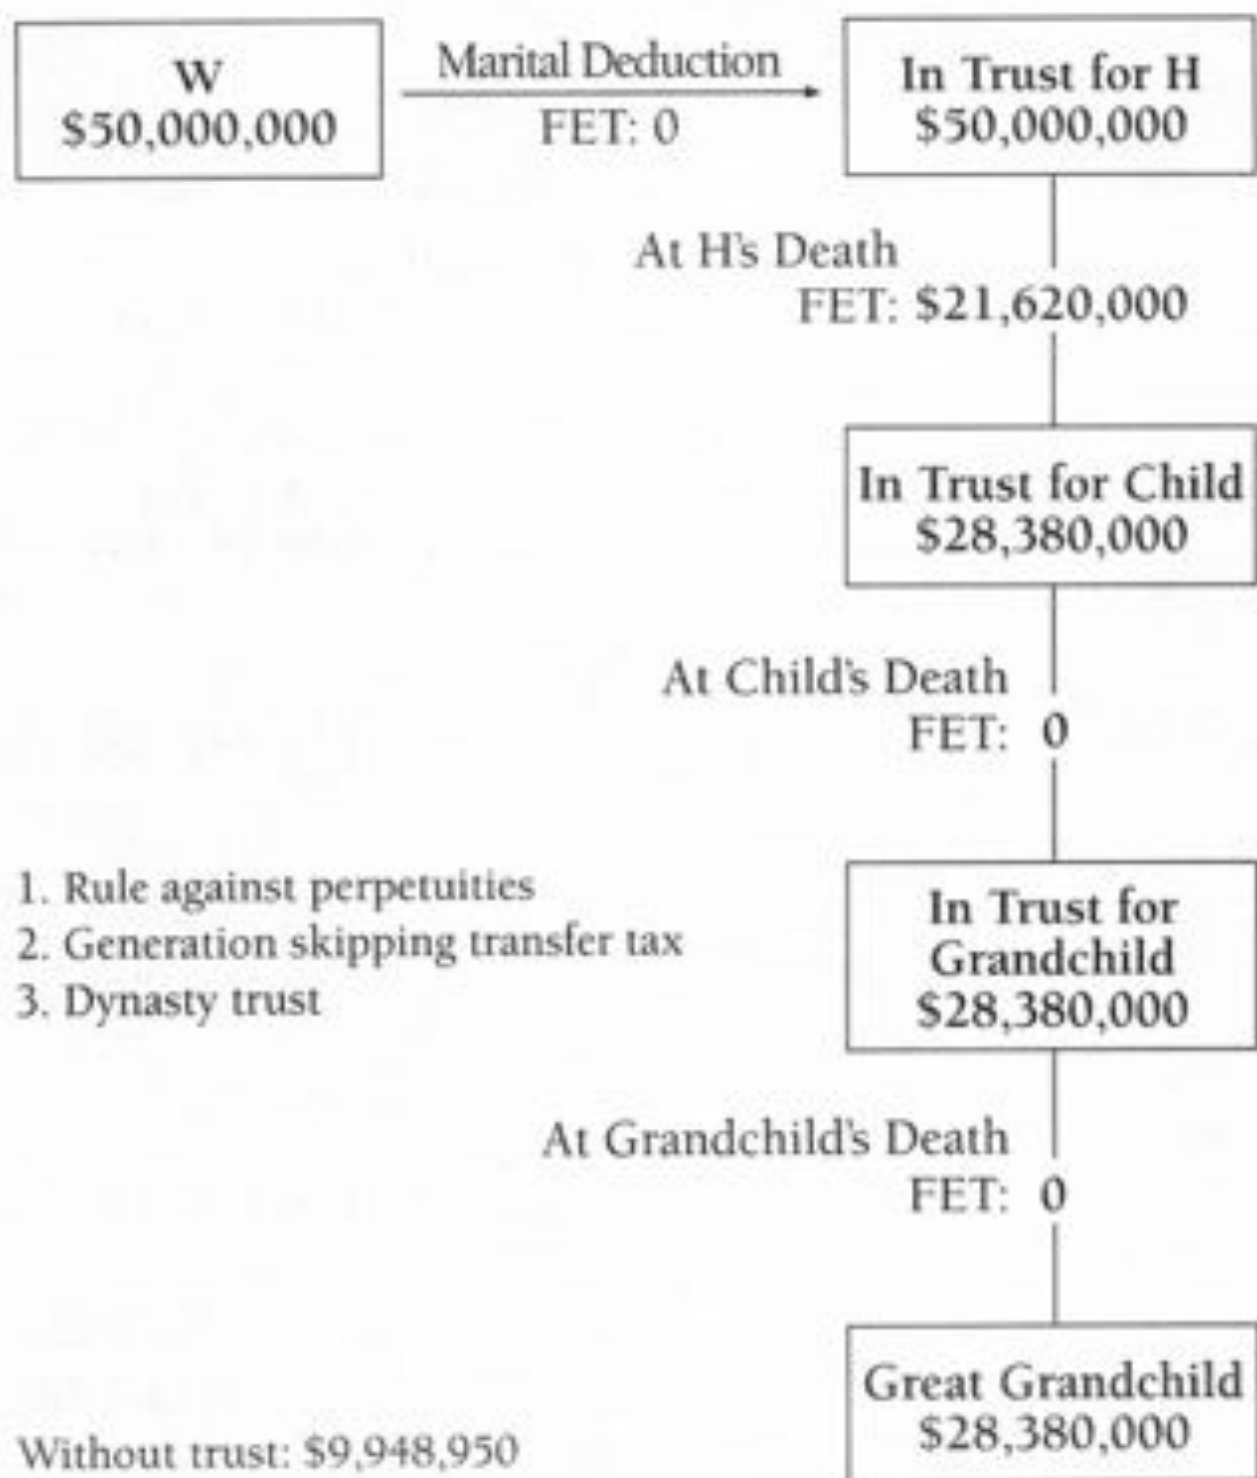 W
$50,000,000
Marital Deduction
FET: 0
In Trust for H
$50,000,000
At H's Death
FET: $21,620,000
In Trust for Child
$28,380,000
At Child's Death
FET: 0
1. Rule against perpetuities
2. Generation skipping transfer tax
3. Dynasty trust
In Trust for
Grandchild
$28,380,000
At Grandchild's Death
FET: 0
Great Grandchild
$28,380,000
Without trust: $9,948,950